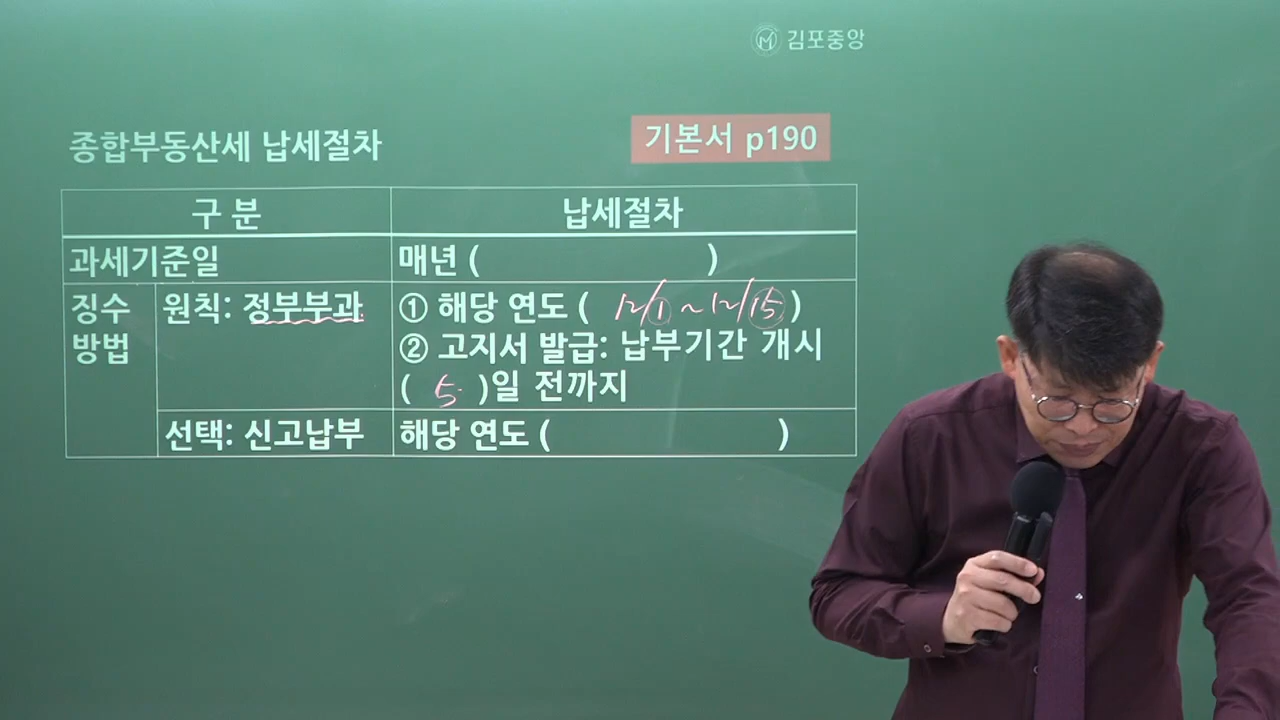 김포중앙
종합부동산세 납세절차
기본서 p190
구 분
납세절차
과세기준일
매년 ( )
징수
방법
원칙: 정부부과
① 해당 연도 ( 12/1 ~ 12/15 )
② 고지서 발급: 납부기간 개시
( 5 )일 전까지
선택: 신고납부
해당 연도 ( )